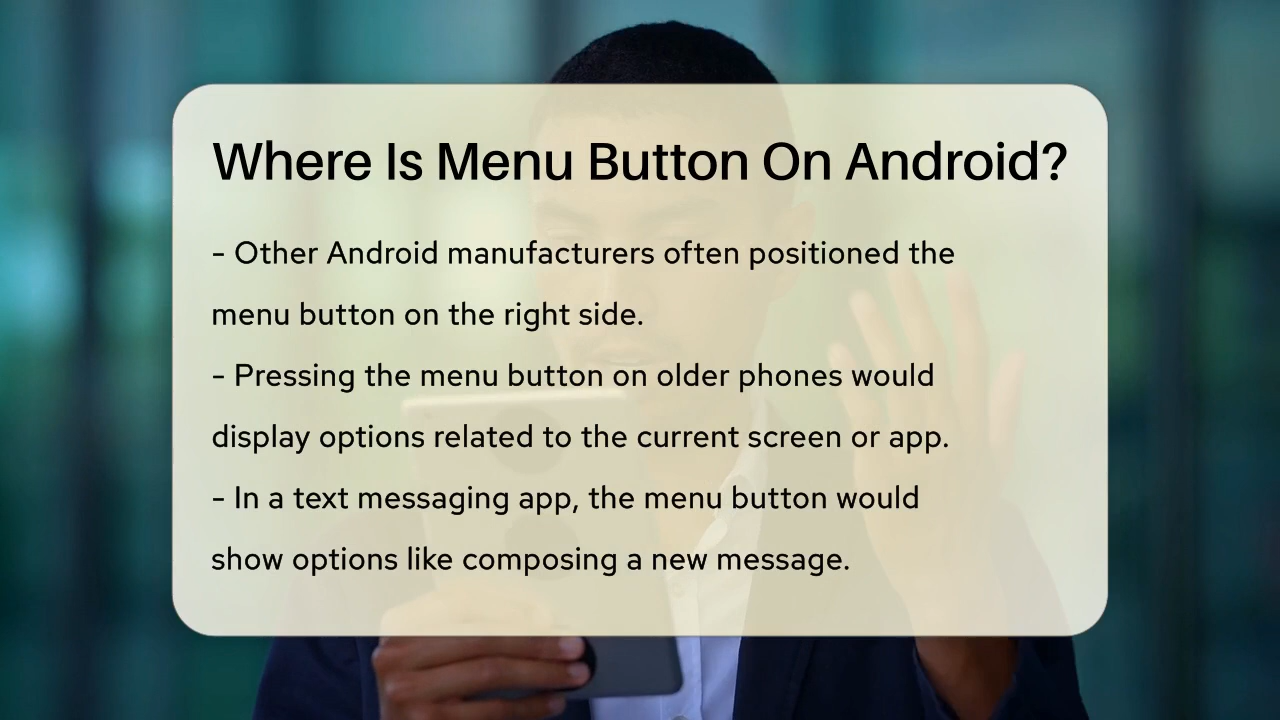 Where Is Menu Button On Android?
- Other Android manufacturers often positioned the
menu button on the right side.
- Pressing the menu button on older phones would
display options related to the current screen or app.
- In a text messaging app, the menu button would
show options like composing a new message.